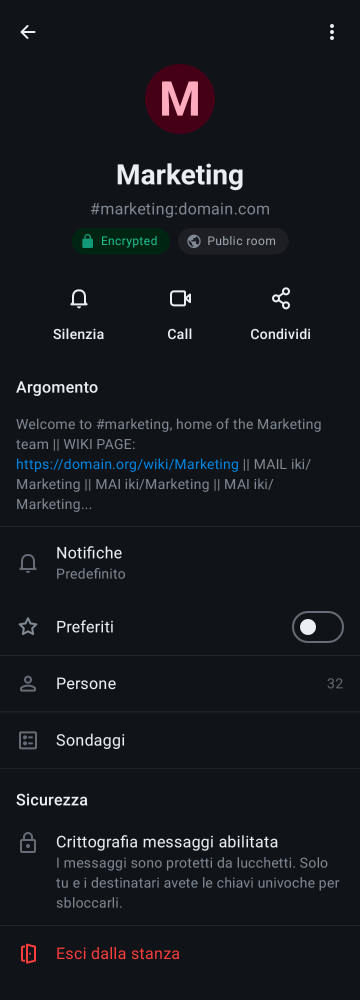 M
Marketing
#marketing:domain.com
Encrypted
Public room
Silenzia
Call
Condividi
Argomento
Welcome to #marketing, home of the Marketing
team || WIKI PAGE:
https://domain.org/wiki/Marketing || MAIL iki/
Marketing || MAI iki/Marketing || MAI iki/
Marketing...
Notifiche
Predefinito
Preferiti
Persone 32
Sondaggi
Sicurezza
Crittografia messaggi abilitata
I messaggi sono protetti da lucchetti. Solo
tu e i destinatari avete le chiavi univoche per
sbloccarli.
Esci dalla stanza